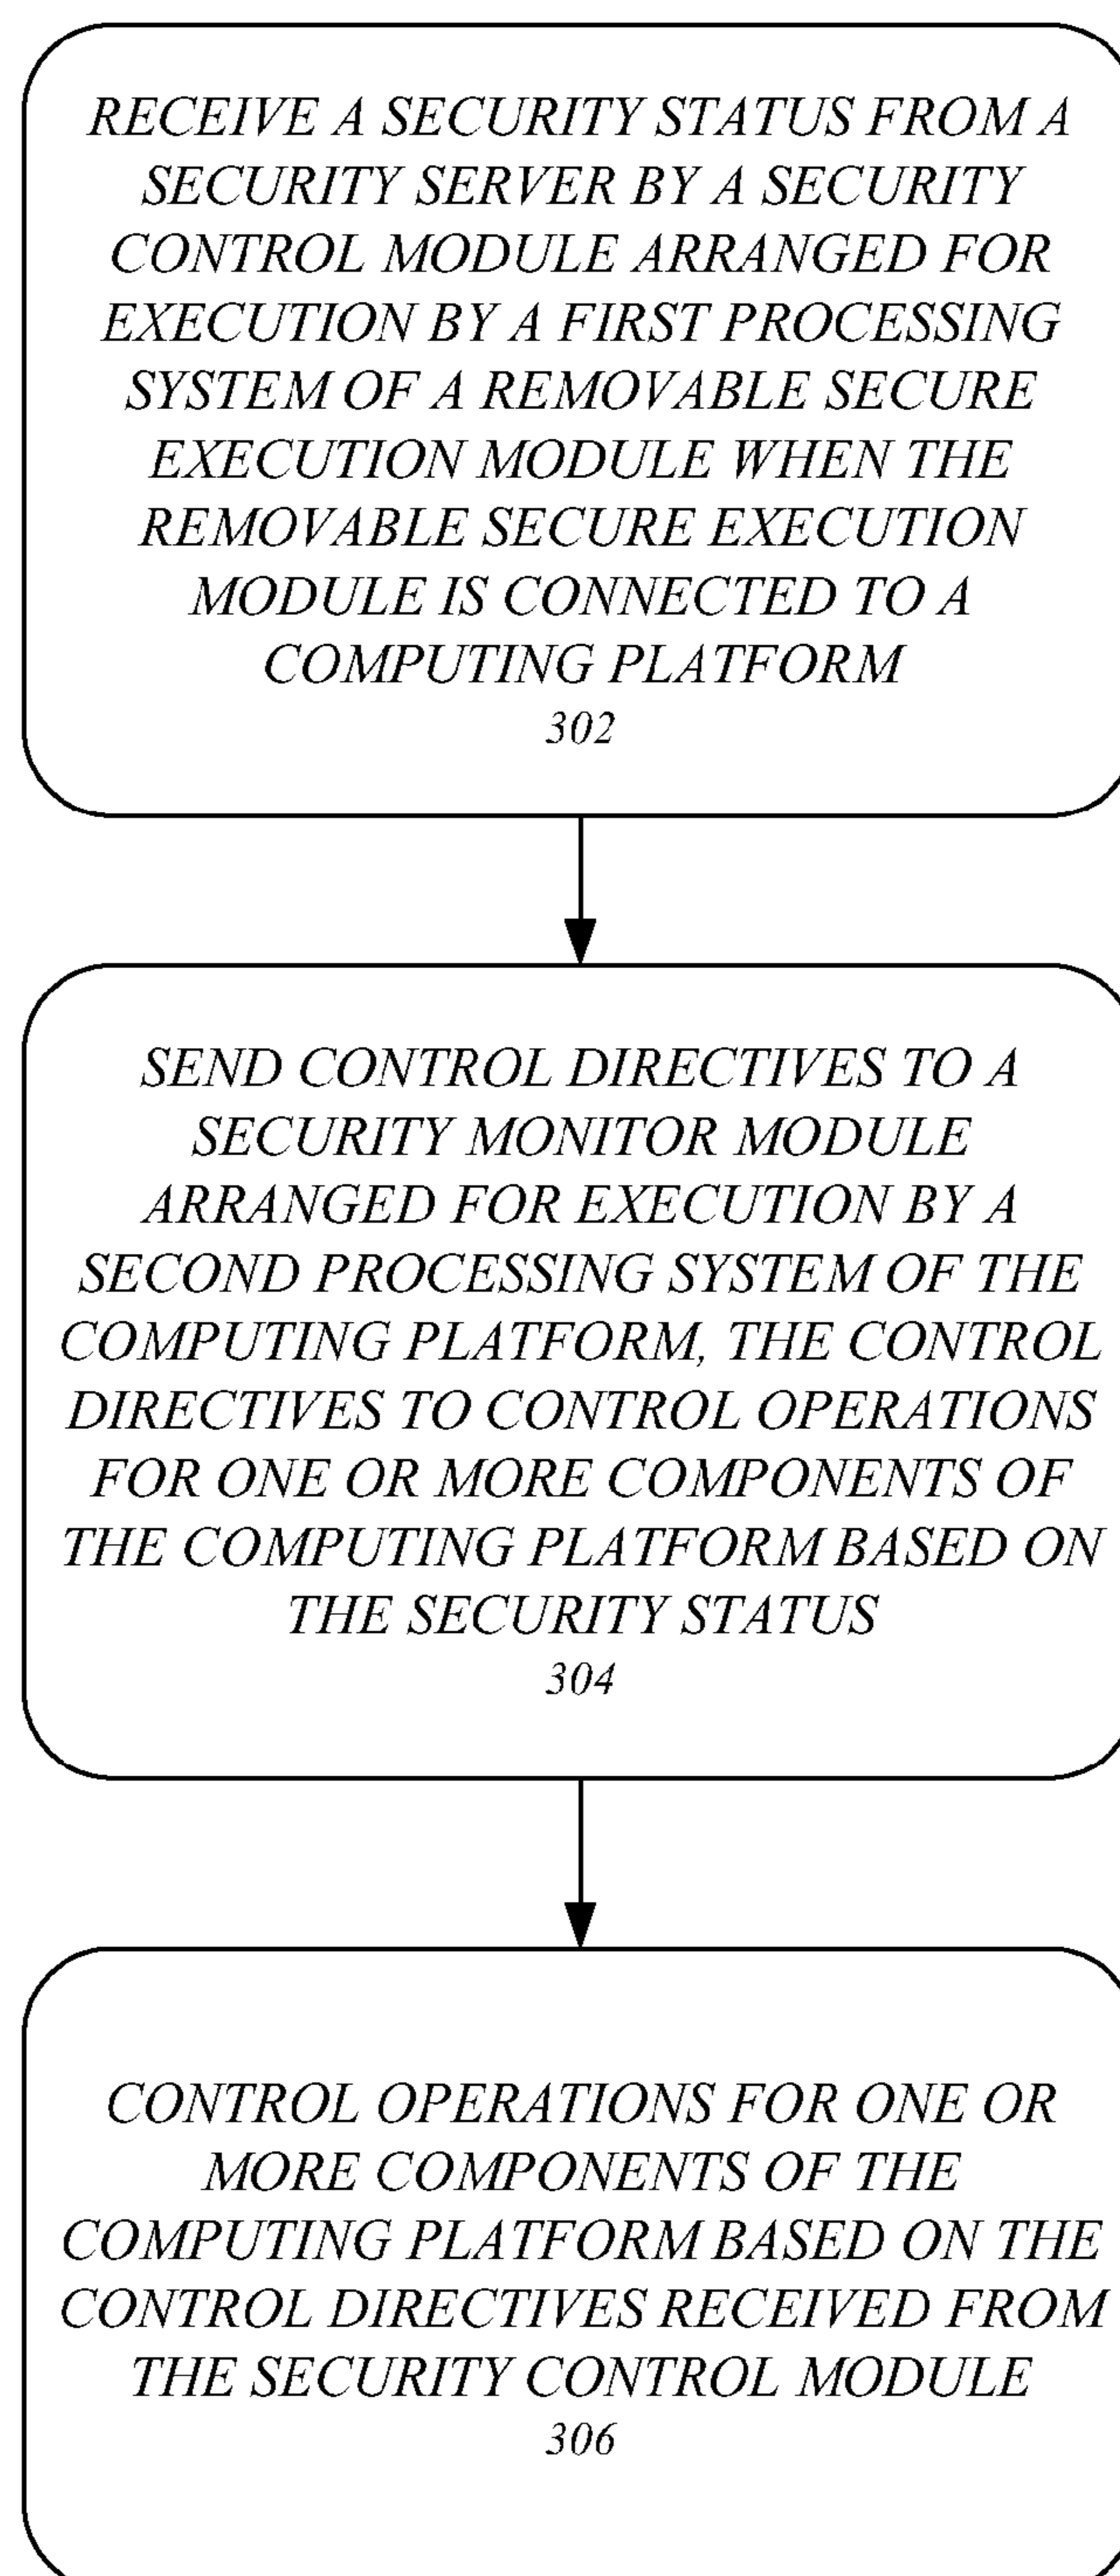 RECEIVE A SECURITY STATUS FROM A
SECURITY SERVER BY A SECURITY
CONTROL MODULE ARRANGED FOR
EXECUTION BY A FIRST PROCESSING
SYSTEM OF A REMOVABLE SECURE
EXECUTION MODULE WHEN THE
REMOVABLE SECURE EXECUTION
MODULE IS CONNECTED TO A
COMPUTING PLATFORM
302
SEND CONTROL DIRECTIVES TO A
SECURITY MONITOR MODULE
ARRANGED FOR EXECUTION BY A
SECOND PROCESSING SYSTEM OF THE
COMPUTING PLATFORM, THE CONTROL
DIRECTIVES TO CONTROL OPERATIONS
FOR ONE OR MORE COMPONENTS OF
THE COMPUTING PLATFORM BASED ON
THE SECURITY STATUS
304
CONTROL OPERATIONS FOR ONE OR
MORE COMPONENTS OF THE
COMPUTING PLATFORM BASED ON THE
CONTROL DIRECTIVES RECEIVED FROM
THE SECURITY CONTROL MODULE
306